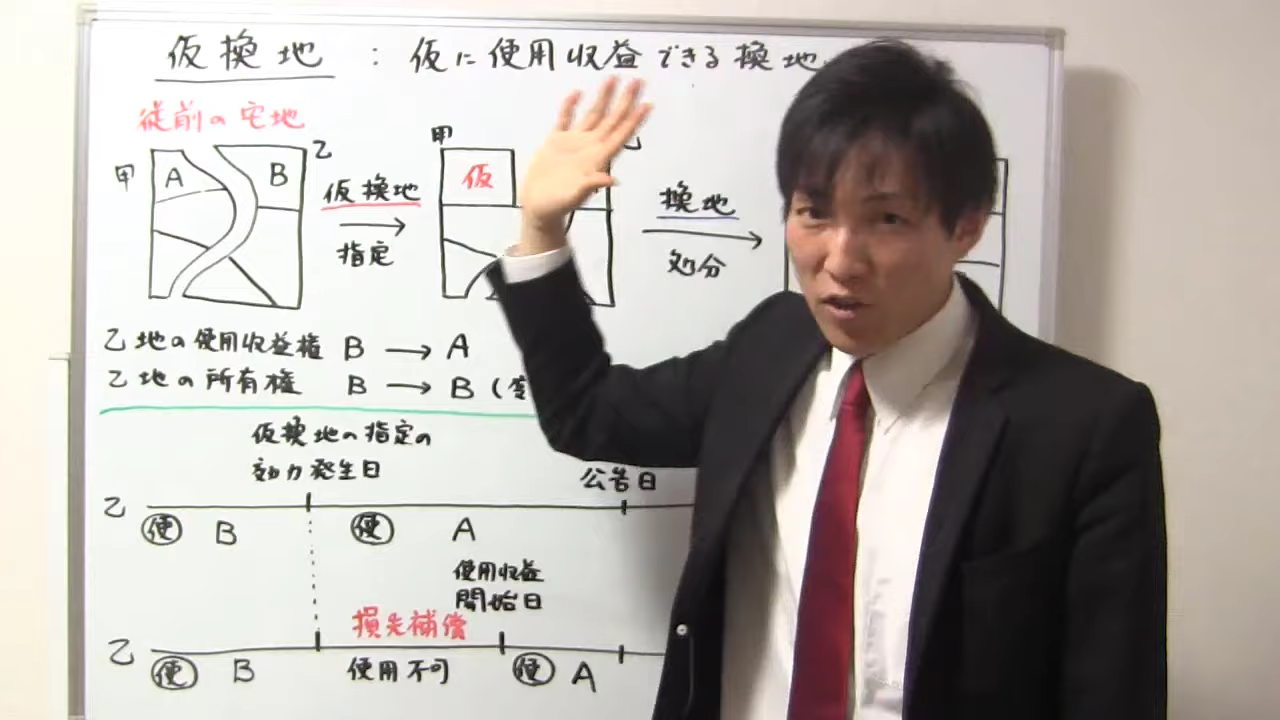 仮換地 : 仮に使用収益できる換地
従前の宅地
甲 A B 乙
仮換地
指定
甲
仮
換地
処分
乙地の使用収益権 B → A
乙地の所有権 B → B (
仮換地の指定の
効力発生日
公告日
乙
使 B 使 A
使用収益
開始日
損失補償
乙
使 B 使用不可 使 A